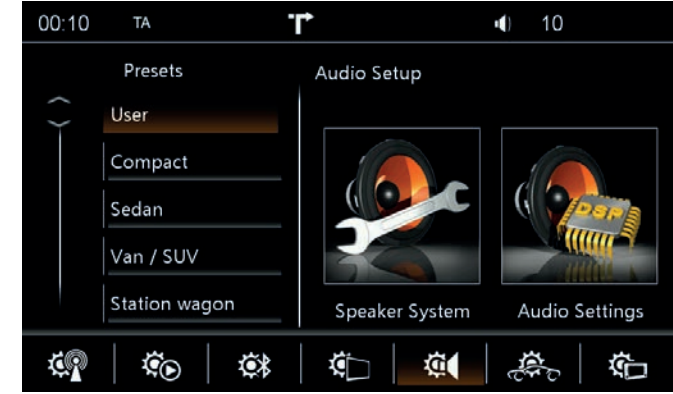 00:10 TA 10
Presets
Audio Setup
User
Compact
Sedan
Van / SUV
Station wagon
DSP
Speaker System
Audio Settings